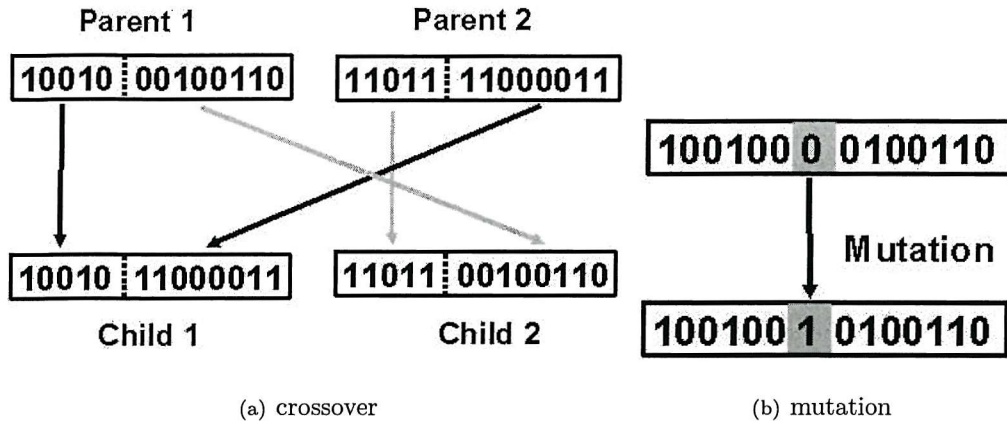 Parent 1 Parent 2
10010 00100110 11011 11000011
100100 0 0100110
Mutation
10010 11000011 11011 00100110
100100 1 0100110
Child 1 Child 2
(a) crossover (b) mutation